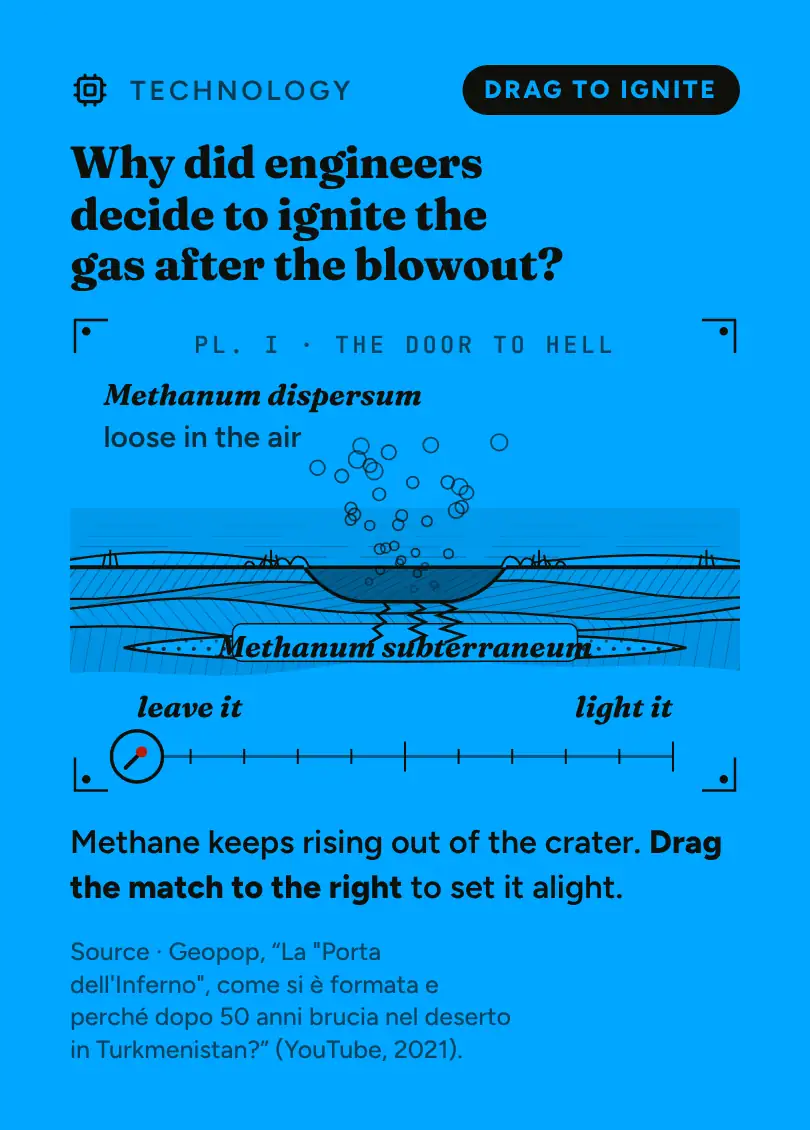 TECHNOLOGY
DRAG TO IGNITE
Why did engineers
decide to ignite the
gas after the blowout?
PL. I · THE DOOR TO HELL
Methanum dispersum
loose in the air
Methanum subterraneum
leave it
light it
Methane keeps rising out of the crater. Drag
the match to the right to set it alight.
Source · Geopop, “La "Porta
dell'Inferno", come si è formata e
perché dopo 50 anni brucia nel deserto
in Turkmenistan?” (YouTube, 2021).